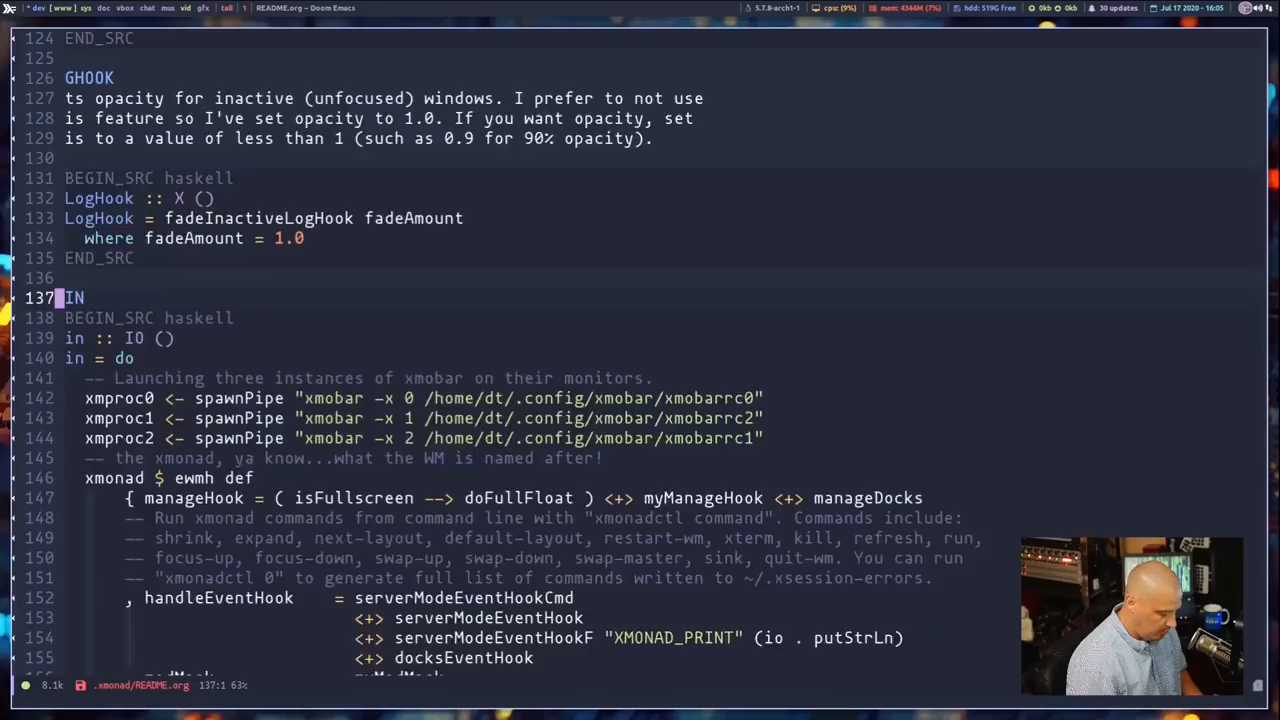 * dev [ www ] sys doc vbox chat mus vid gfx | tall | 1 | README.org - Doom Emacs 5.7.8-arch1-1 | cpu: (9%) | mem: 4344M (7%) | hdd: 519G free | 0kb 0kb | 30 updates | Jul 17 2020 - 16:05
124 END_SRC
125
126 GHOOK
127 ts opacity for inactive (unfocused) windows. I prefer to not use
128 is feature so I've set opacity to 1.0. If you want opacity, set
129 is to a value of less than 1 (such as 0.9 for 90% opacity).
130
131 BEGIN_SRC haskell
132 LogHook :: X ()
133 LogHook = fadeInactiveLogHook fadeAmount
134 where fadeAmount = 1.0
135 END_SRC
136
137 IN
138 BEGIN_SRC haskell
139 in :: IO ()
140 in = do
141 -- Launching three instances of xmobar on their monitors.
142 xmproc0 <- spawnPipe "xmobar -x 0 /home/dt/.config/xmobar/xmobarrc0"
143 xmproc1 <- spawnPipe "xmobar -x 1 /home/dt/.config/xmobar/xmobarrc2"
144 xmproc2 <- spawnPipe "xmobar -x 2 /home/dt/.config/xmobar/xmobarrc1"
145 -- the xmonad, ya know...what the WM is named after!
146 xmonad $ ewmh def
147 { manageHook = ( isFullscreen --> doFullFloat ) <+> myManageHook <+> manageDocks
148 -- Run xmonad commands from command line with "xmonadctl command". Commands include:
149 -- shrink, expand, next-layout, default-layout, restart-wm, xterm, kill, refresh, run,
150 -- focus-up, focus-down, swap-up, swap-down, swap-master, sink, quit-wm. You can run
151 -- "xmonadctl 0" to generate full list of commands written to ~/.xsession-errors.
152 , handleEventHook = serverModeEventHookCmd
153 <+> serverModeEventHook
154 <+> serverModeEventHookF "XMONAD_PRINT" (io . putStrLn)
155 <+> docksEventHook
8.1k .xmonad/README.org 137:1 63%